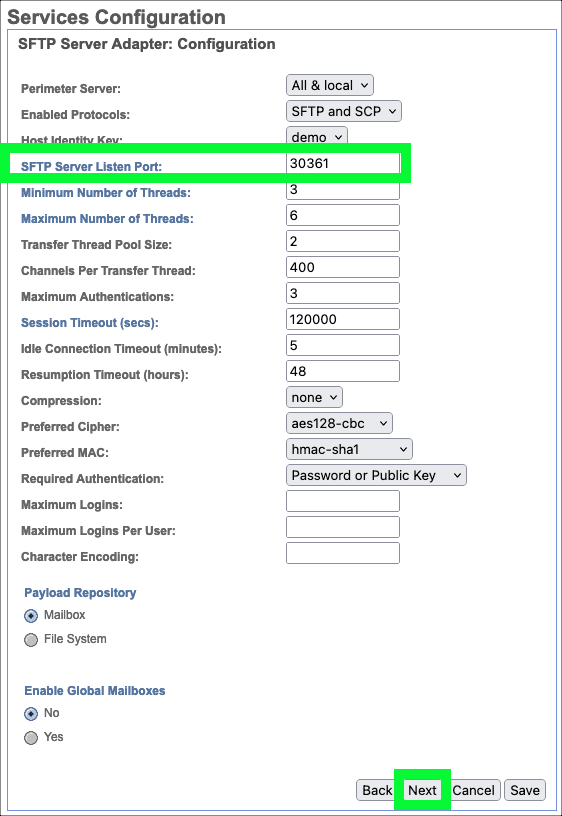 Services Configuration
SFTP Server Adapter: Configuration
Perimeter Server: All & local
Enabled Protocols: SFTP and SCP
Host Identity Key: demo
SFTP Server Listen Port: 30361
Minimum Number of Threads: 3
Maximum Number of Threads: 6
Transfer Thread Pool Size: 2
Channels Per Transfer Thread: 400
Maximum Authentications: 3
Session Timeout (secs): 120000
Idle Connection Timeout (minutes): 5
Resumption Timeout (hours): 48
Compression: none
Preferred Cipher: aes128-cbc
Preferred MAC: hmac-sha1
Required Authentication: Password or Public Key
Maximum Logins:
Maximum Logins Per User:
Character Encoding:
Payload Repository
Mailbox
File System
Enable Global Mailboxes
No
Yes
Back Next Cancel Save